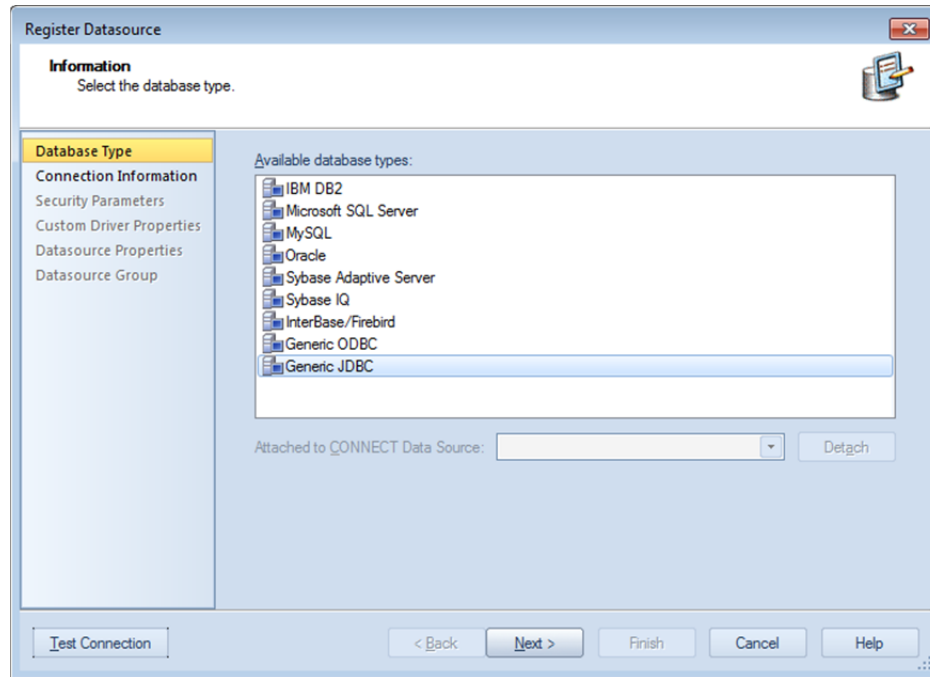 Register Datasource
Information
Select the database type.
Database Type
Connection Information
Security Parameters
Custom Driver Properties
Datasource Properties
Datasource Group
Available database types:
IBM DB2
Microsoft SQL Server
MySQL
Oracle
Sybase Adaptive Server
Sybase IQ
InterBase/Firebird
Generic ODBC
Generic JDBC
Attached to CONNECT Data Source:
Detach
Test Connection
< Back
Next >
Finish
Cancel
Help